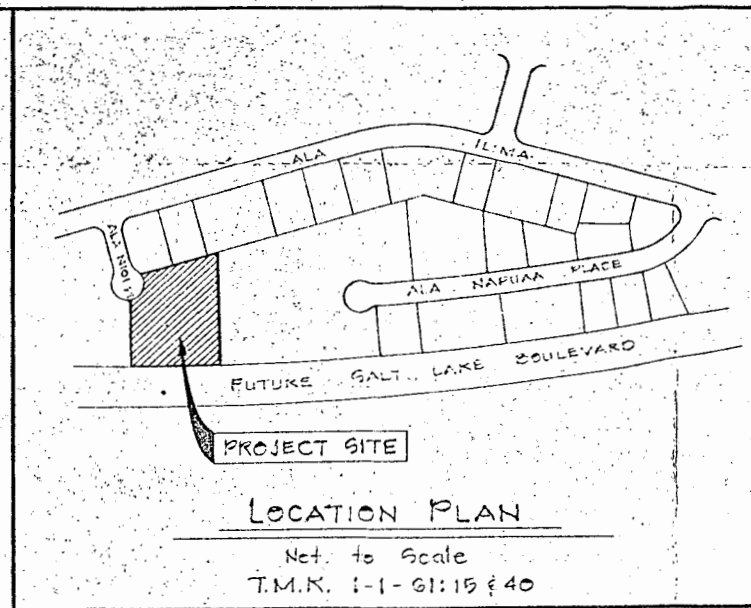 ALA ILIMA
ALA NIOI PL
ALA NAPUAA PLACE
FUTURE SALT LAKE BOULEVARD
PROJECT SITE
LOCATION PLAN
Not to Scale
T.M.K. 1-1-61:15 & 40